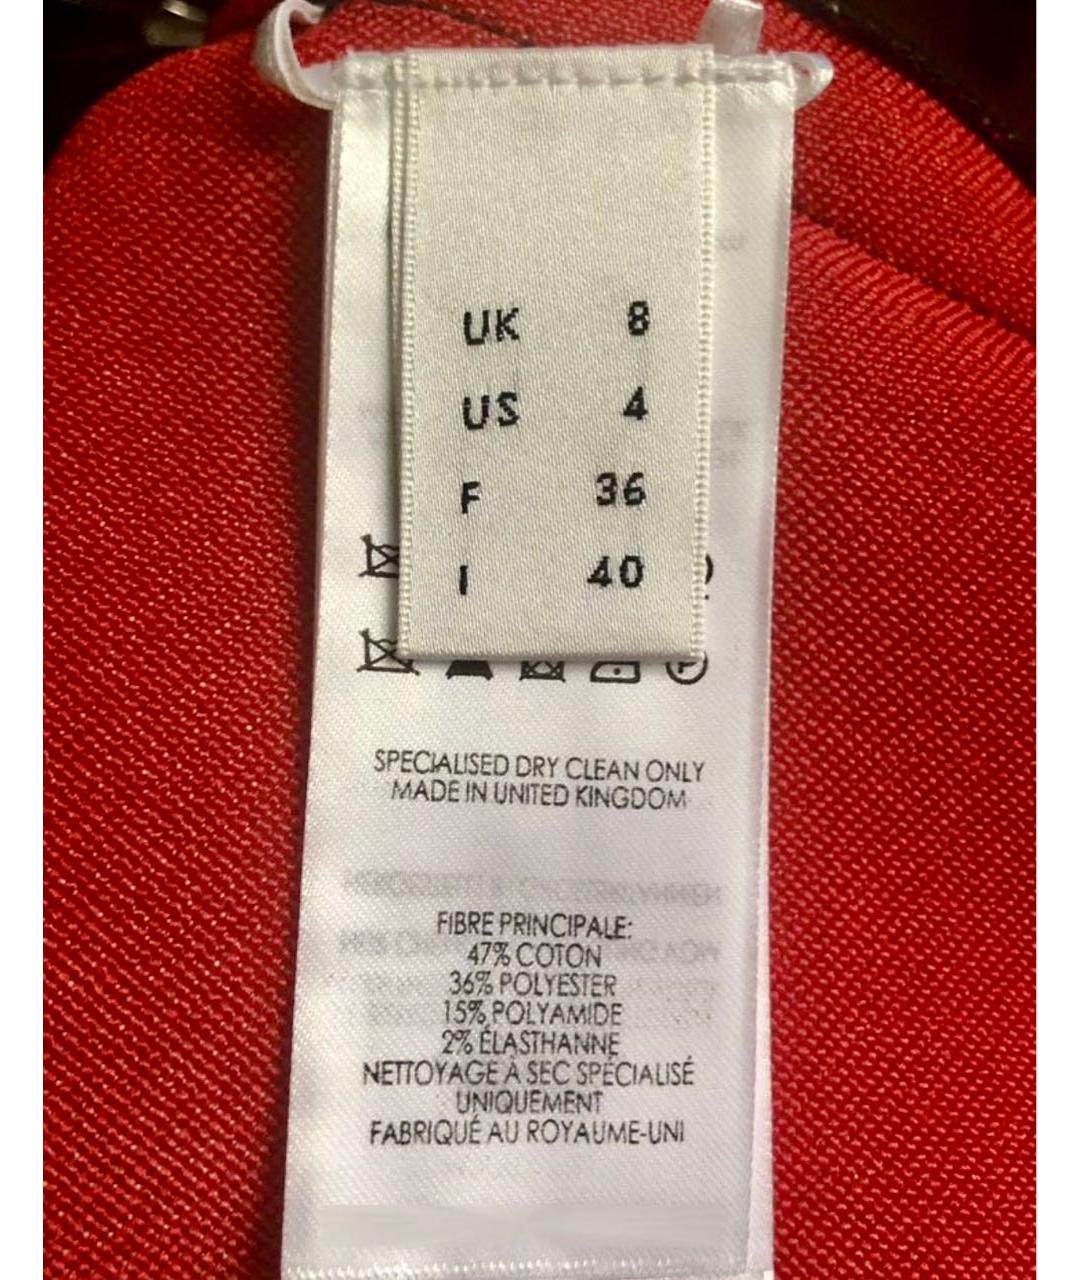 UK 8
US 4
F 36
I 40
P
SPECIALISED DRY CLEAN ONLY
MADE IN UNITED KINGDOM
FIBRE PRINCIPALE:
47% COTON
36% POLYESTER
15% POLYAMIDE
2% ÉLASTHANNE
NETTOYAGE À SEC SPÉCIALISÉ
UNIQUEMENT
FABRIQUÉ AU ROYAUME-UNI